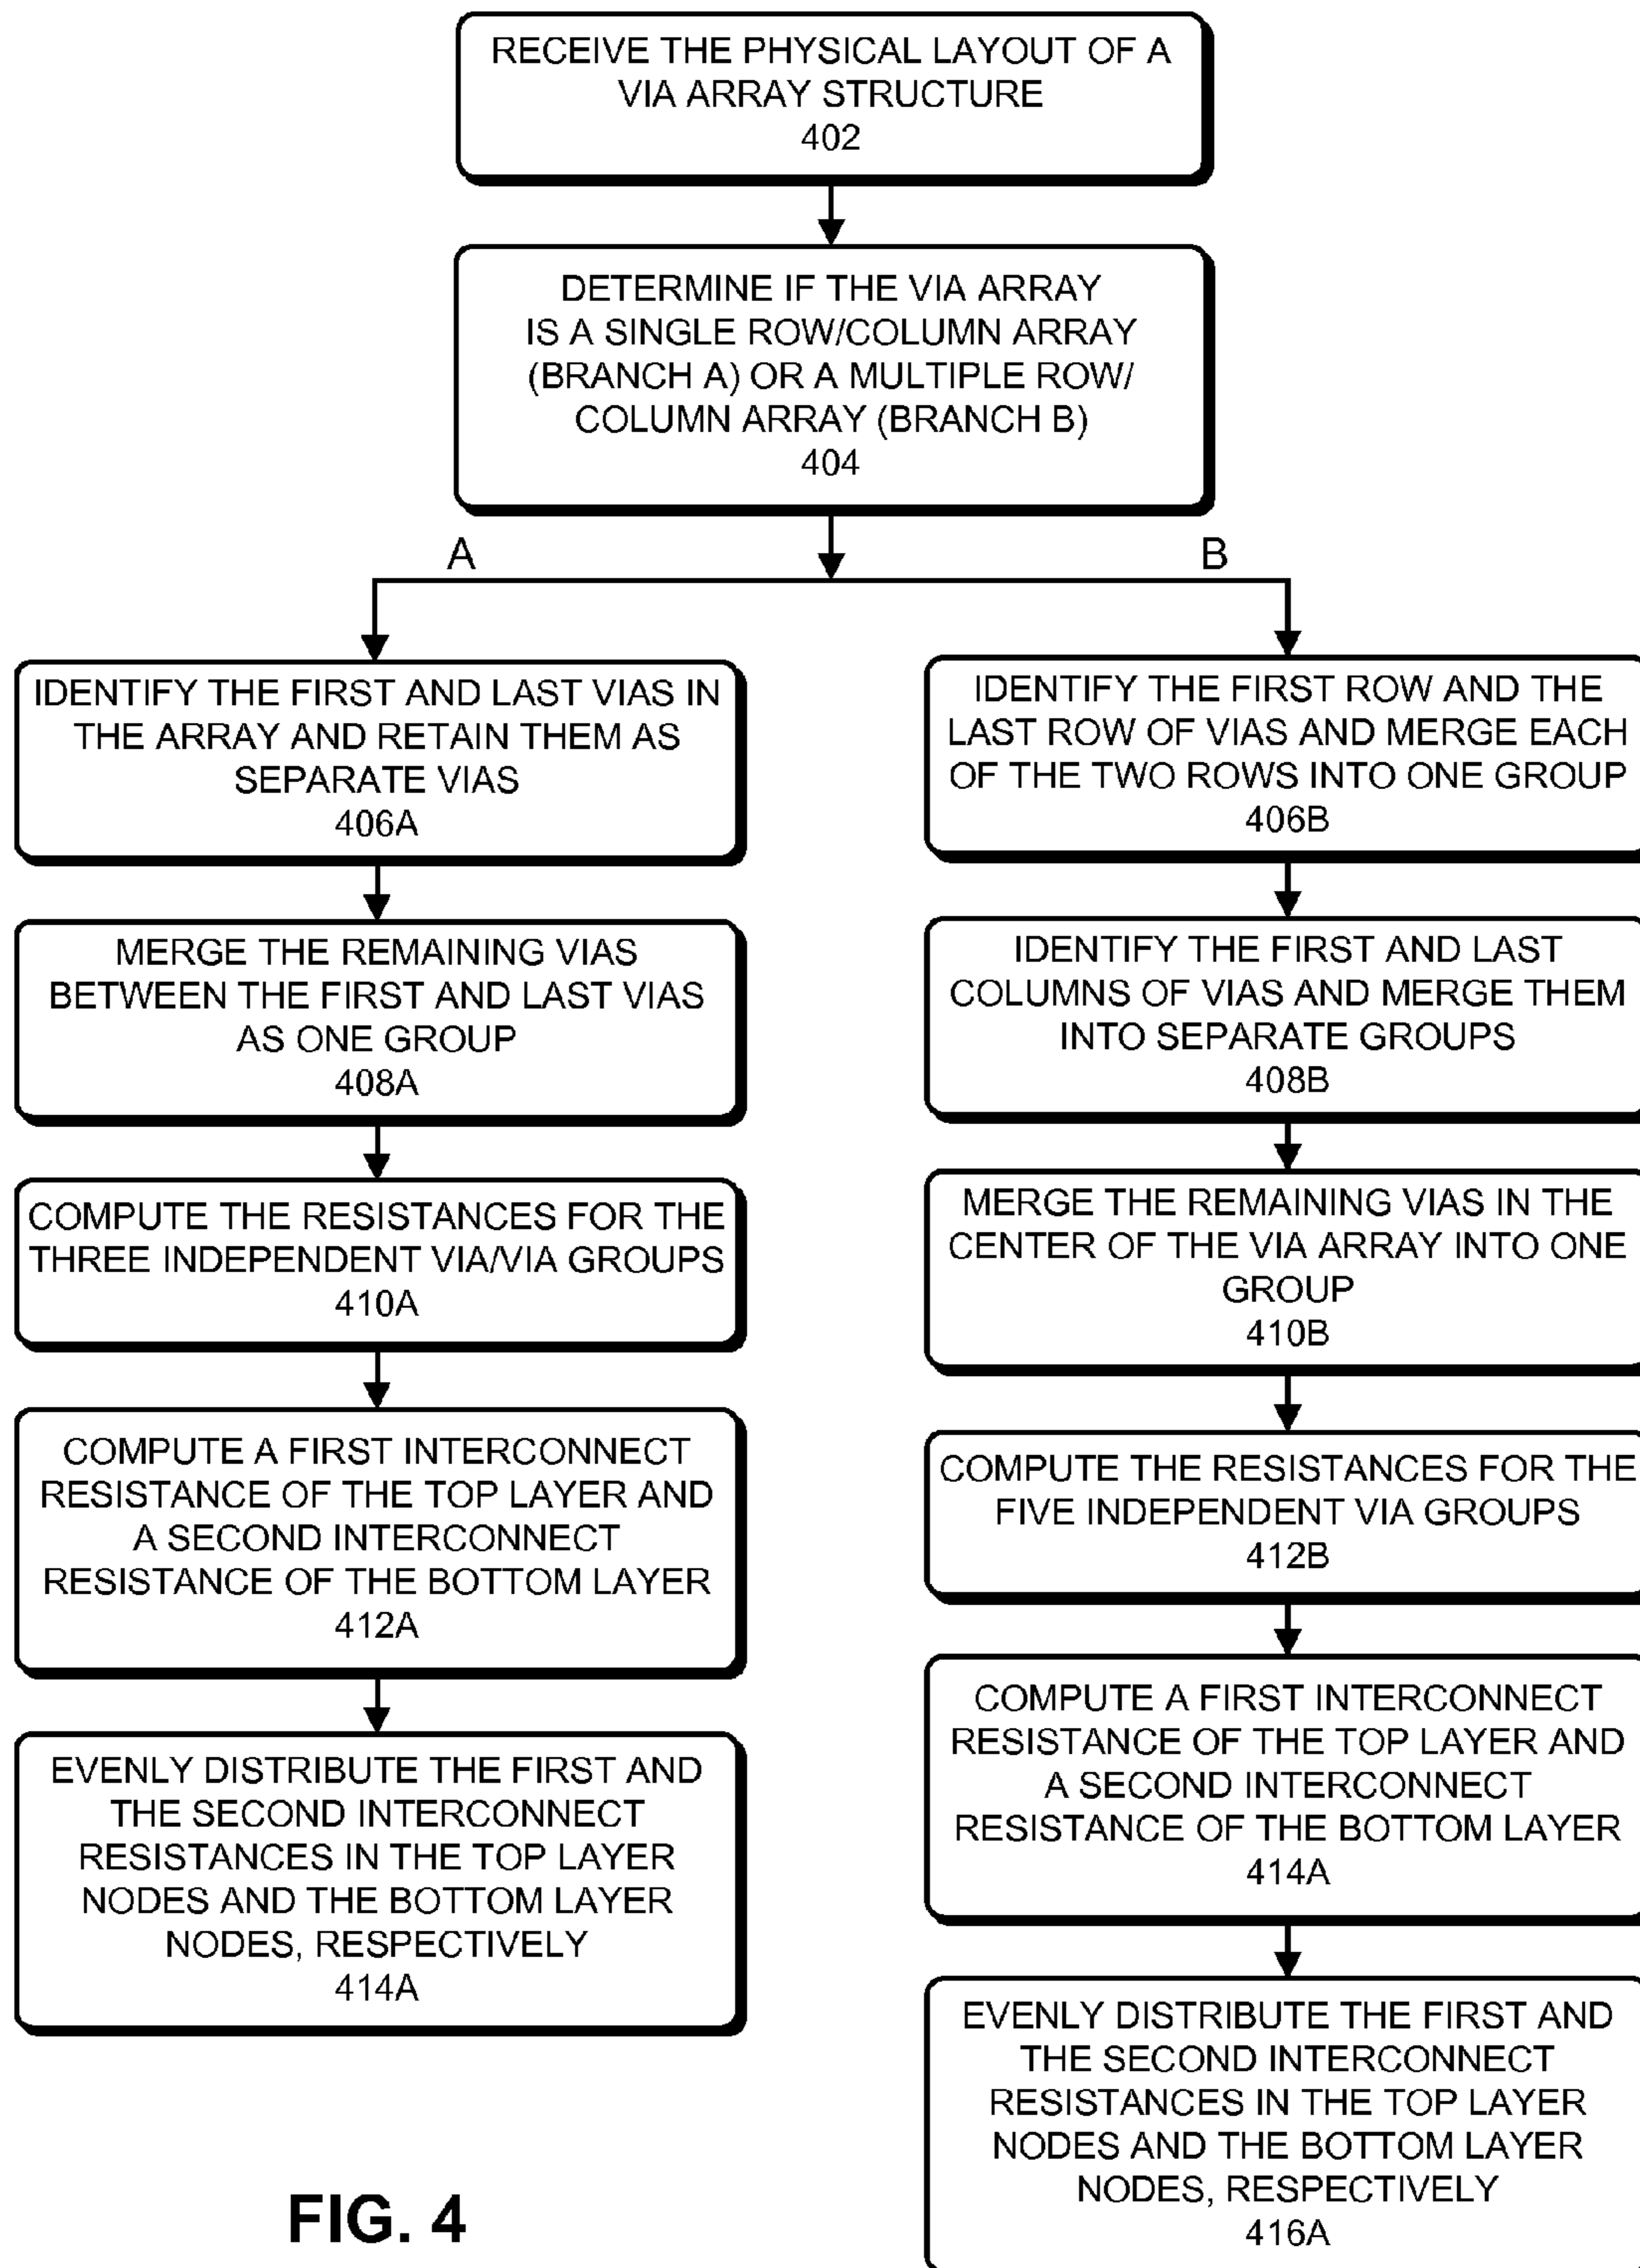 RECEIVE THE PHYSICAL LAYOUT OF A
VIA ARRAY STRUCTURE
402
DETERMINE IF THE VIA ARRAY
IS A SINGLE ROW/COLUMN ARRAY
(BRANCH A) OR A MULTIPLE ROW/
COLUMN ARRAY (BRANCH B)
404
A
IDENTIFY THE FIRST AND LAST VIAS IN
THE ARRAY AND RETAIN THEM AS
SEPARATE VIAS
406A
MERGE THE REMAINING VIAS
BETWEEN THE FIRST AND LAST VIAS
AS ONE GROUP
408A
COMPUTE THE RESISTANCES FOR THE
THREE INDEPENDENT VIA/VIA GROUPS
410A
COMPUTE A FIRST INTERCONNECT
RESISTANCE OF THE TOP LAYER AND
A SECOND INTERCONNECT
RESISTANCE OF THE BOTTOM LAYER
412A
EVENLY DISTRIBUTE THE FIRST AND
THE SECOND INTERCONNECT
RESISTANCES IN THE TOP LAYER
NODES AND THE BOTTOM LAYER
NODES, RESPECTIVELY
414A
B
IDENTIFY THE FIRST ROW AND THE
LAST ROW OF VIAS AND MERGE EACH
OF THE TWO ROWS INTO ONE GROUP
406B
IDENTIFY THE FIRST AND LAST
COLUMNS OF VIAS AND MERGE THEM
INTO SEPARATE GROUPS
408B
MERGE THE REMAINING VIAS IN THE
CENTER OF THE VIA ARRAY INTO ONE
GROUP
410B
COMPUTE THE RESISTANCES FOR THE
FIVE INDEPENDENT VIA GROUPS
412B
COMPUTE A FIRST INTERCONNECT
RESISTANCE OF THE TOP LAYER AND
A SECOND INTERCONNECT
RESISTANCE OF THE BOTTOM LAYER
414A
EVENLY DISTRIBUTE THE FIRST AND
THE SECOND INTERCONNECT
RESISTANCES IN THE TOP LAYER
NODES AND THE BOTTOM LAYER
NODES, RESPECTIVELY
416A
FIG. 4